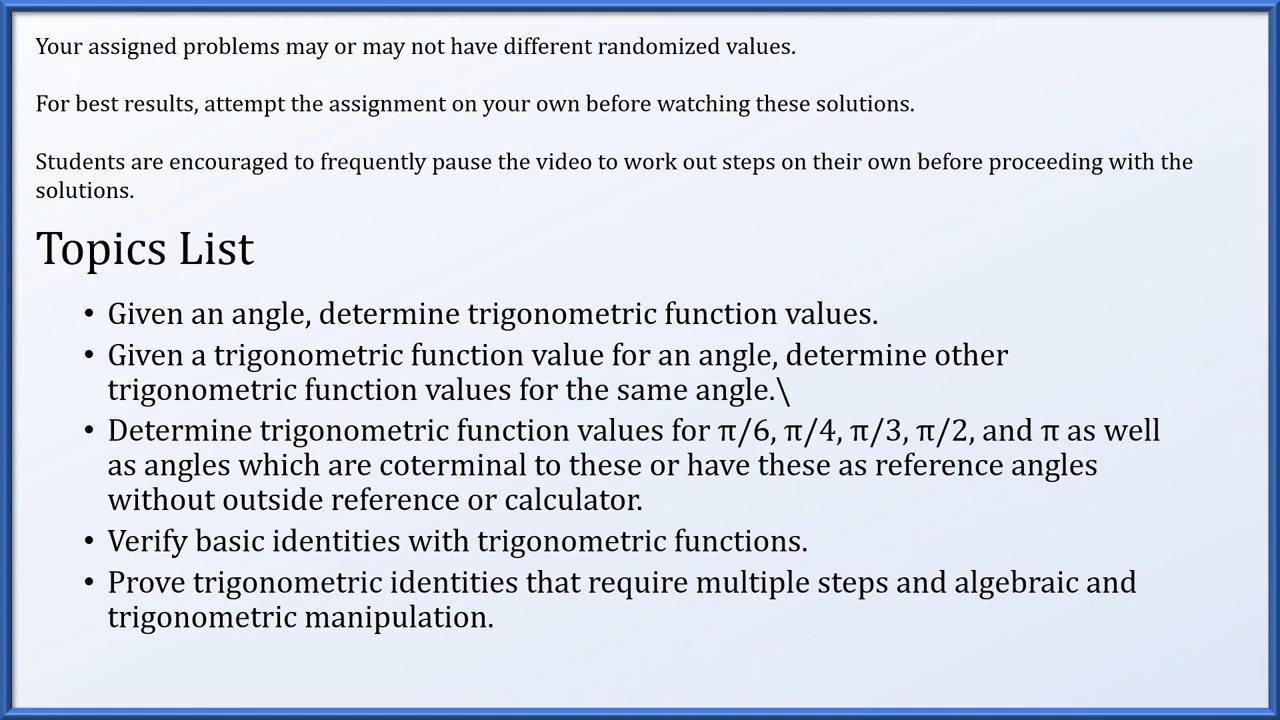 Your assigned problems may or may not have different randomized values.
For best results, attempt the assignment on your own before watching these solutions.
Students are encouraged to frequently pause the video to work out steps on their own before proceeding with the
solutions.
Topics List
• Given an angle, determine trigonometric function values.
• Given a trigonometric function value for an angle, determine other
trigonometric function values for the same angle.\
• Determine trigonometric function values for π/6, π/4, π/3, π/2, and π as well
as angles which are coterminal to these or have these as reference angles
without outside reference or calculator.
• Verify basic identities with trigonometric functions.
• Prove trigonometric identities that require multiple steps and algebraic and
trigonometric manipulation.